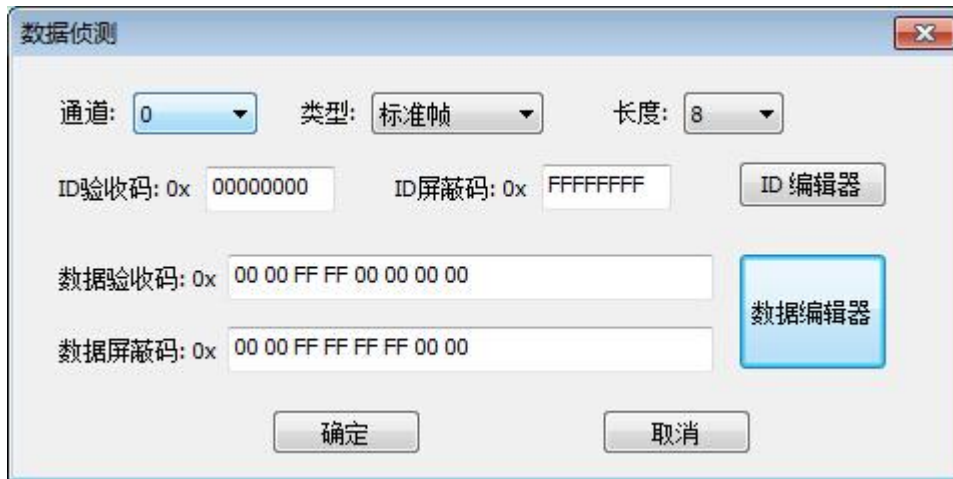 数据侦测
通道: 0 类型: 标准帧 长度: 8
ID验收码: 0x 00000000 ID屏蔽码: 0x FFFFFFFF ID 编辑器
数据验收码: 0x 00 00 FF FF 00 00 00 00
数据编辑器
数据屏蔽码: 0x 00 00 FF FF FF FF 00 00
确定 取消